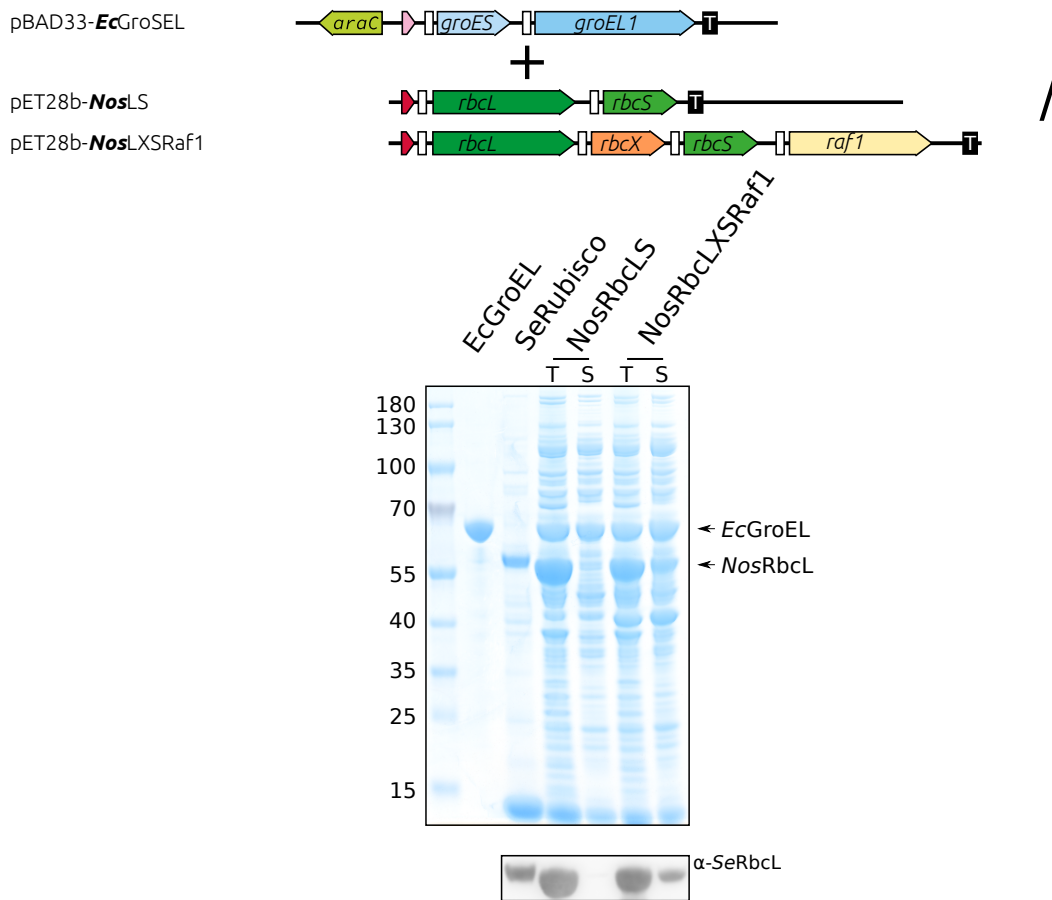 pBAD33-EcGroSEL
araC groES groEL1 T
+
pET28b-NosLS
rbcL rbcS T
/
pET28b-NosLXSRaf1
rbcL rbcX rbcS raf1 T
EcGroEL
SeRubisco
NosRbcLS
NosRbcLXSRaf1
T S T S
180
130
100
70
EcGroEL
NosRbcL
55
40
35
25
15
α-SeRbcL